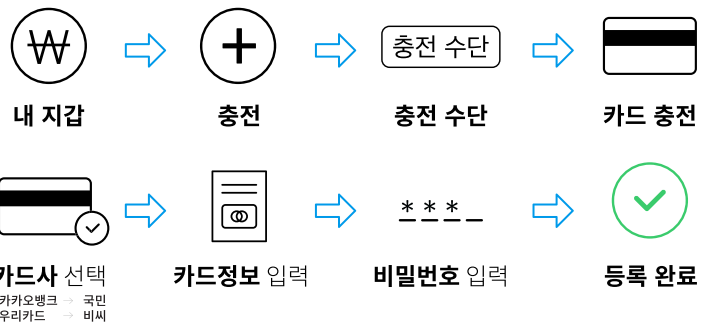 내 지갑
충전
충전 수단
충전 수단
카드 충전
카드사 선택
카카오뱅크 → 국민
우리카드 → 비씨
카드정보 입력
* * *
비밀번호 입력
등록 완료